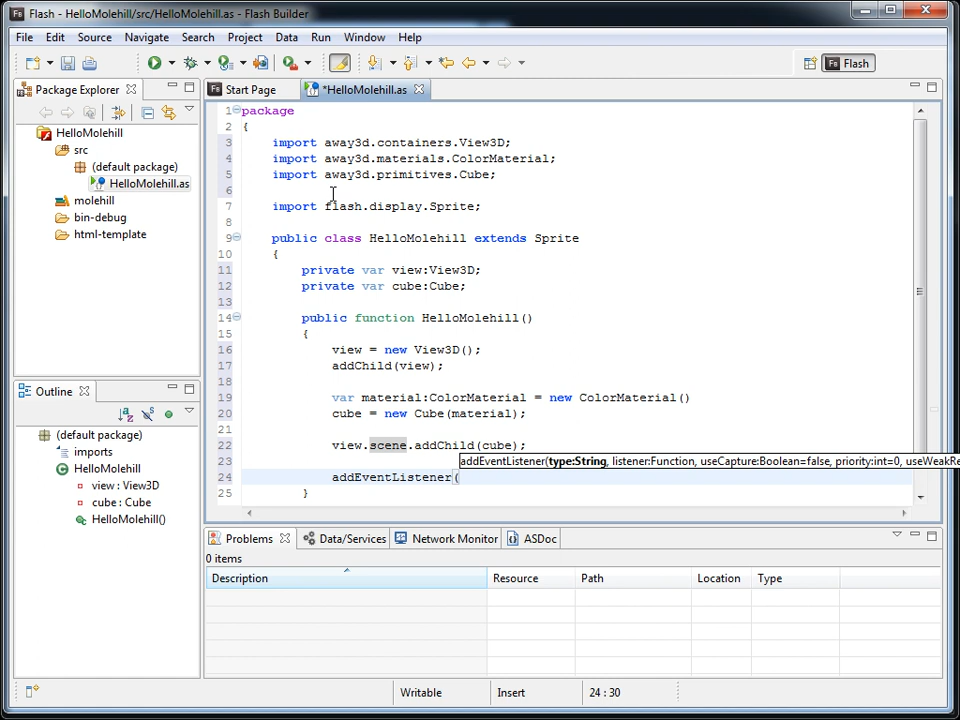 Flash - HelloMolehill/src/HelloMolehill.as - Flash Builder
File Edit Source Navigate Search Project Data Run Window Help
Flash
Package Explorer
HelloMolehill
src
(default package)
HelloMolehill.as
molehill
bin-debug
html-template
Outline
(default package)
imports
HelloMolehill
view : View3D
cube : Cube
HelloMolehill()
Start Page *HelloMolehill.as
1 package
2 {
3 import away3d.containers.View3D;
4 import away3d.materials.ColorMaterial;
5 import away3d.primitives.Cube;
6
7 import flash.display.Sprite;
8
9 public class HelloMolehill extends Sprite
10 {
11 private var view:View3D;
12 private var cube:Cube;
13
14 public function HelloMolehill()
15 {
16 view = new View3D();
17 addChild(view);
18
19 var material:ColorMaterial = new ColorMaterial()
20 cube = new Cube(material);
21
22 view.scene.addChild(cube);
23
addEventListener(type:String, listener:Function, useCapture:Boolean=false, priority:int=0, useWeakRe
24 addEventListener(
25 }
Problems Data/Services Network Monitor ASDoc
0 items
Description Resource Path Location Type
Writable Insert 24 : 30